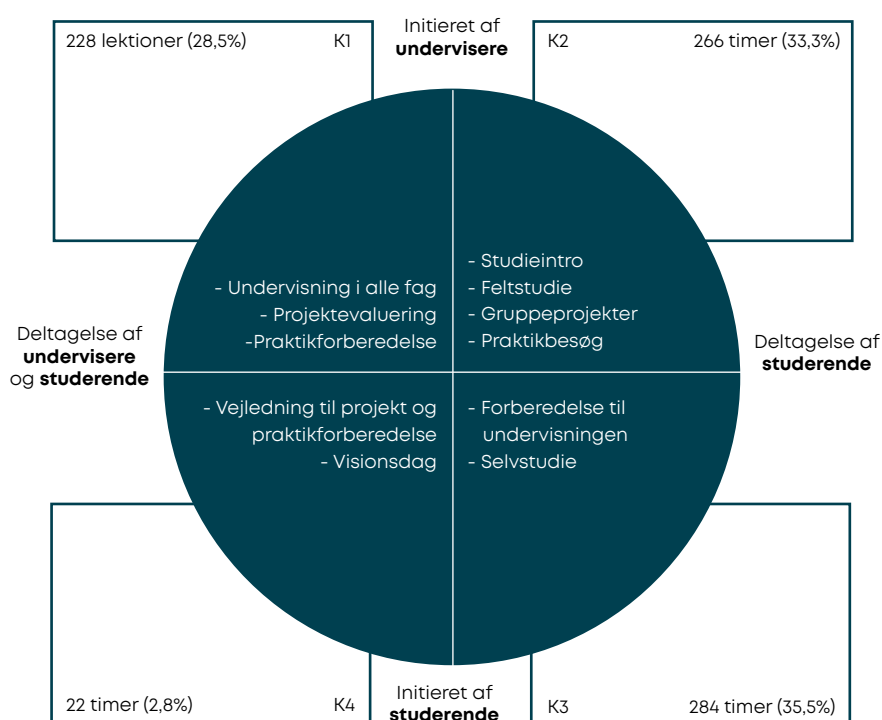 228 lektioner (28,5%)
K1
Initieret af
undervisere
K2
266 timer (33,3%)
- Undervisning i alle fag
- Projektevaluering
-Praktikforberedelse
- Studieintro
- Feltstudie
- Gruppeprojekter
- Praktikbesøg
Deltagelse af
undervisere
og studerende
Deltagelse af
studerende
- Vejledning til projekt og
praktikforberedelse
- Visionsdag
- Forberedelse til
undervisningen
- Selvstudie
22 timer (2,8%)
K4
Initieret af
studerende
K3
284 timer (35,5%)